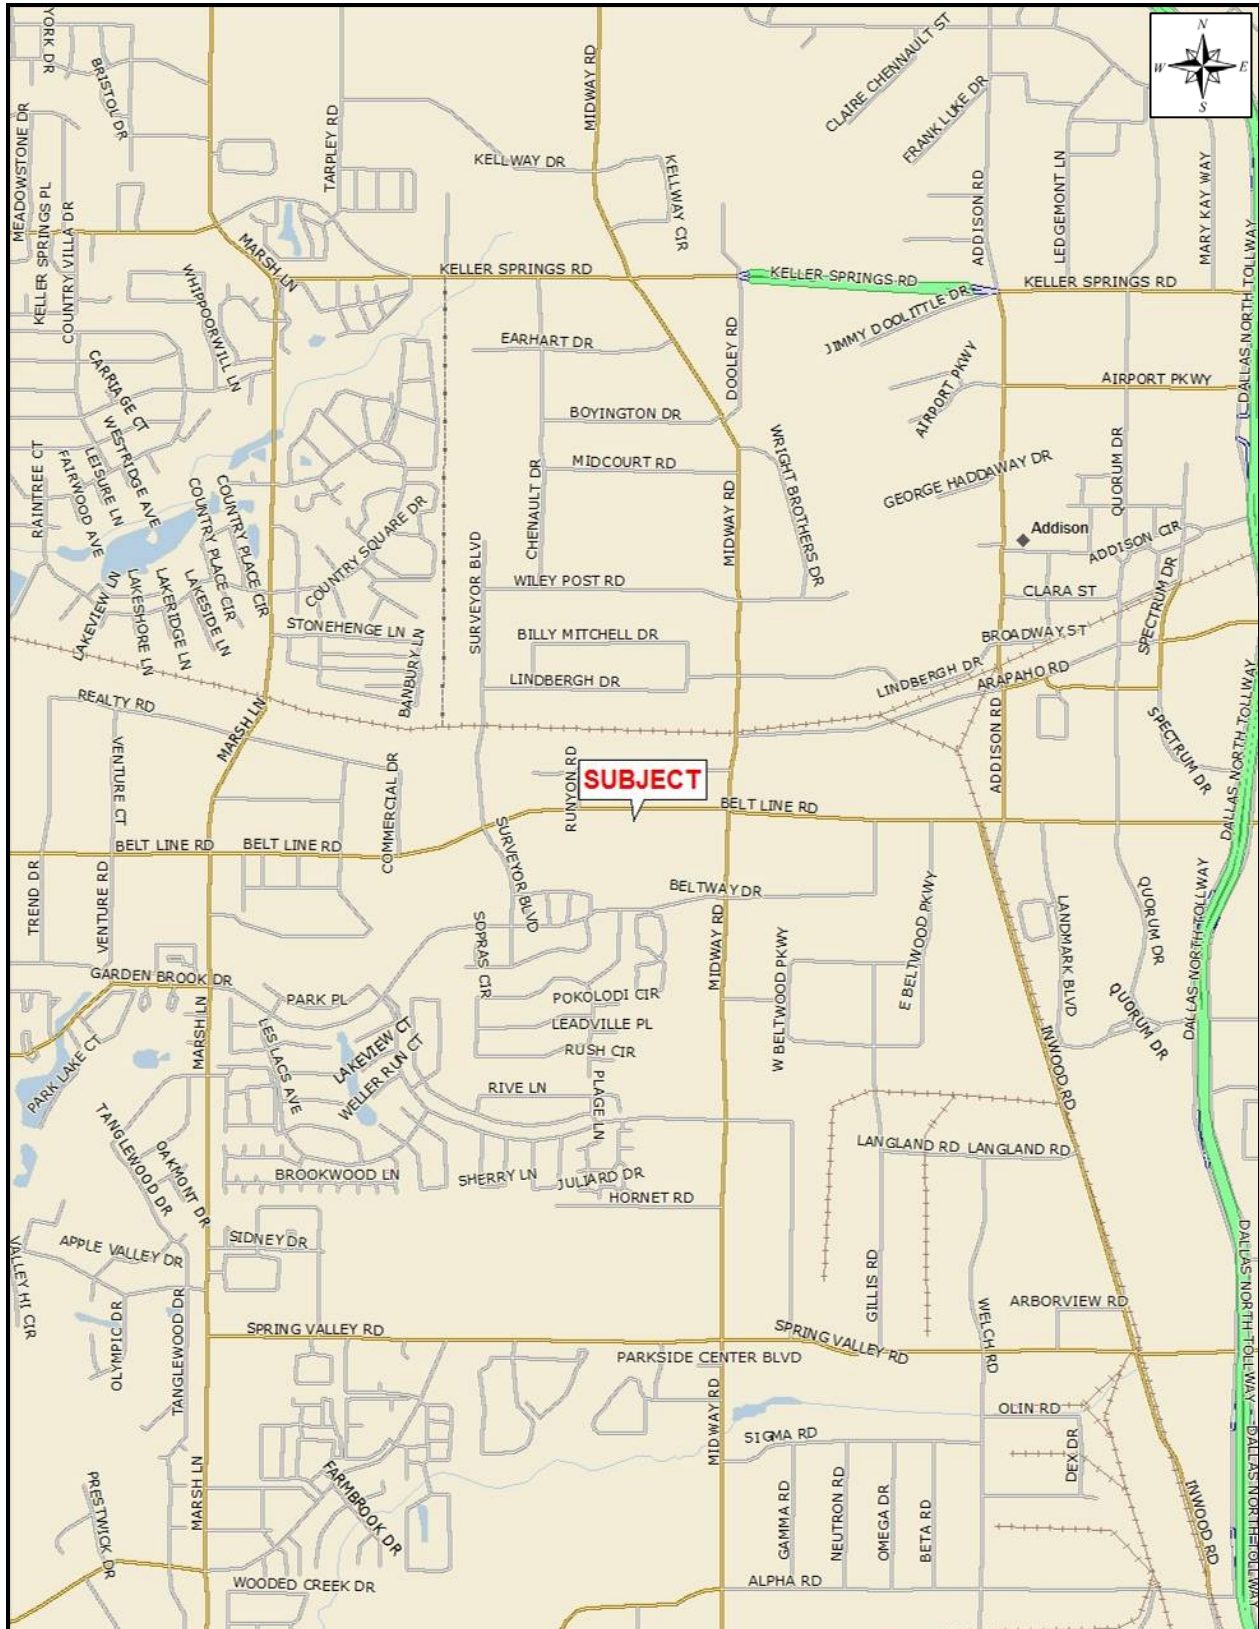 YORK DR
BRISTOL DR
MEADOWSTONE DR
TARPLEY RD
MIDWAY RD
CLAIRE CHENNAULT ST
FRANK LUKE DR
N
W
E
S
KELLWAY DR
KELLWAY CIR
ADDISON RD
LEDGEMONT LN
MARY KAY WAY
KELLER SPRINGS PL
COUNTRY VILLA DR
MARSH LN
WHIPPOORWILL LN
KELLER SPRINGS RD
KELLER SPRINGS RD
KELLER SPRINGS RD
DALLAS NORTH TOLLWAY
JIMMY DOOLITTLE DR
EARHART DR
DOOLEY RD
CARRIAGE CT
AIRPORT PKWY
AIRPORT PKWY
BOYINGTON DR
WESTRIDGE AVE
LEISURE LN
FAIRWOOD AVE
RAINTREE CT
MIDCOURT RD
WRIGHT BROTHERS DR
QUORUM DR
GEORGE HADDAWAY DR
COUNTRY PLACE CIR
COUNTRY PLACE CIR
COUNTRY SQUARE DR
CHENAULT DR
MIDWAY RD
Addison
ADDISON CIR
SURVEYOR BLVD
WILEY POST RD
CLARA ST
SPECTRUM DR
LAKEVIEW LN
LAKESHORE LN
LAKERIDGE LN
LAKESIDE LN
STONEHENGE LN
BANBURY LN
BILLY MITCHELL DR
BROADWAY ST
LINDBERGH DR
LINDBERGH DR
ARAPAHO RD
REALTY RD
MARSH LN
ADDISON RD
SPECTRUM DR
DALLAS NORTH TOLLWAY
VENTURE CT
COMMERCIAL DR
RUNYON RD
SUBJECT
BELT LINE RD
BELT LINE RD
BELT LINE RD
SURVEYOR BLVD
TREND DR
VENTURE RD
BELTWAY DR
E BELTWOOD PKWY
LANDMARK BLVD
QUORUM DR
DALLAS NORTH TOLLWAY
SOPRAS CIR
MIDWAY RD
W BELTWOOD PKWY
GARDEN BROOK DR
PARK PL
POKOLODI CIR
QUORUM DR
MARSH LN
LEADVILLE PL
LES LACS AVE
LAKEVIEW CT
WELLER RUN CT
RUSH CIR
INWOOD RD
PARK LAKE CT
RIVE LN
PLAGE LN
TANGLEWOOD DR
OAKMONT DR
LANGLAND RD
LANGLAND RD
BROOKWOOD LN
SHERRY LN
JULIARD DR
HORNET RD
APPLE VALLEY DR
SIDNEY DR
VALLEY HI CIR
GILLIS RD
DALLAS NORTH TOLLWAY
OLYMPIC DR
TANGLEWOOD DR
WELCH RD
ARBORVIEW RD
SPRING VALLEY RD
SPRING VALLEY RD
PARKSIDE CENTER BLVD
MIDWAY RD
OLIN RD
SIGMA RD
DEX DR
DALLAS NORTH TOLLWAY
PRESTWICK DR
MARSH LN
FARMBROOK DR
GAMMA RD
NEUTRON RD
OMEGA DR
BETA RD
INWOOD RD
WOODED CREEK DR
ALPHA RD